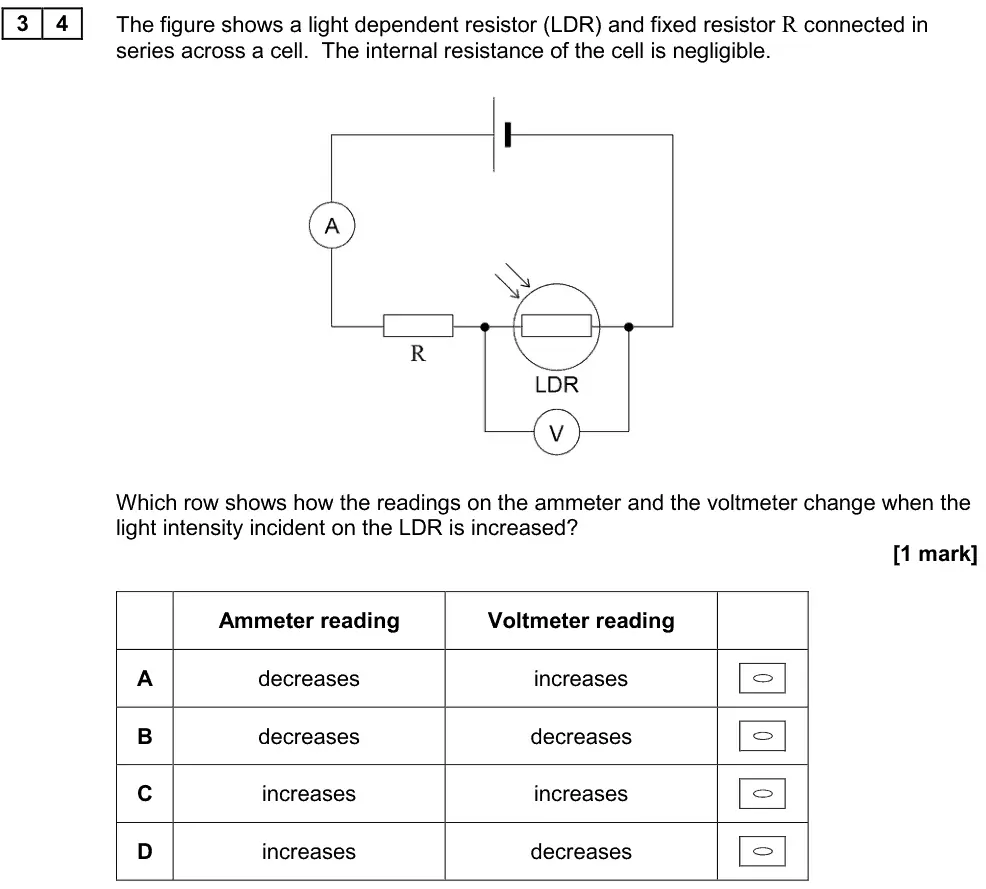 3 4
The figure shows a light dependent resistor (LDR) and fixed resistor R connected in
series across a cell.  The internal resistance of the cell is negligible.
A
R
LDR
V
Which row shows how the readings on the ammeter and the voltmeter change when the
light intensity incident on the LDR is increased?
[1 mark]
Ammeter reading Voltmeter reading
A decreases increases
B decreases decreases
C increases increases
D increases decreases